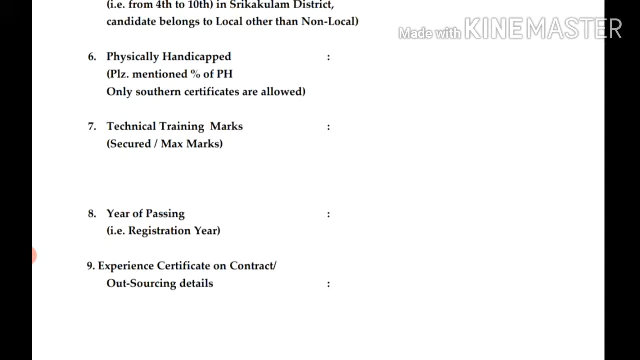 (i.e. from 4th to 10th) in Srikakulam District,
candidate belongs to Local other than Non-Local)
Made with KINEMASTER
6. Physically Handicapped :
(Plz. mentioned % of PH
Only southern certificates are allowed)
7. Technical Training Marks :
(Secured / Max Marks)
8. Year of Passing :
(i.e. Registration Year)
9. Experience Certificate on Contract/
Out-Sourcing details :